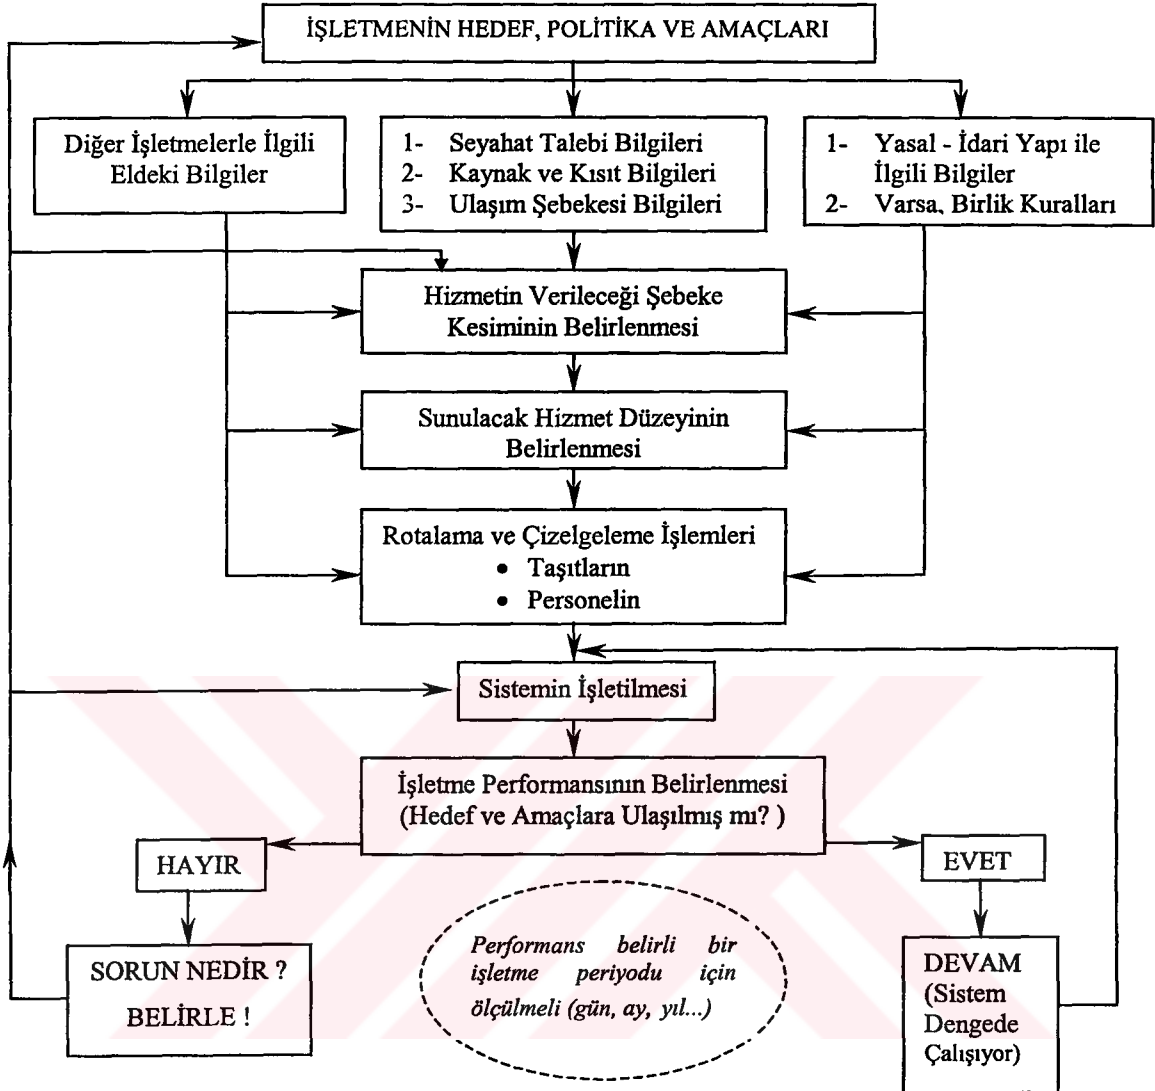 İŞLETMENİN HEDEF, POLİTİKA VE AMAÇLARI
Diğer İşletmelerle İlgili
Eldeki Bilgiler
1- Seyahat Talebi Bilgileri
2- Kaynak ve Kısıt Bilgileri
3- Ulaşım Şebekesi Bilgileri
1- Yasal - İdari Yapı ile
İlgili Bilgiler
2- Varsa, Birlik Kuralları
Hizmetin Verileceği Şebeke
Kesiminin Belirlenmesi
Sunulacak Hizmet Düzeyinin
Belirlenmesi
Rotalama ve Çizelgeleme İşlemleri
• Taşıtların
• Personelin
Sistemin İşletilmesi
İşletme Performansının Belirlenmesi
(Hedef ve Amaçlara Ulaşılmış mı? )
HAYIR
EVET
SORUN NEDİR ?
BELİRLE !
Performans belirli bir
işletme periyodu için
ölçülmeli (gün, ay, yıl...)
DEVAM
(Sistem
Dengede
Çalışıyor)